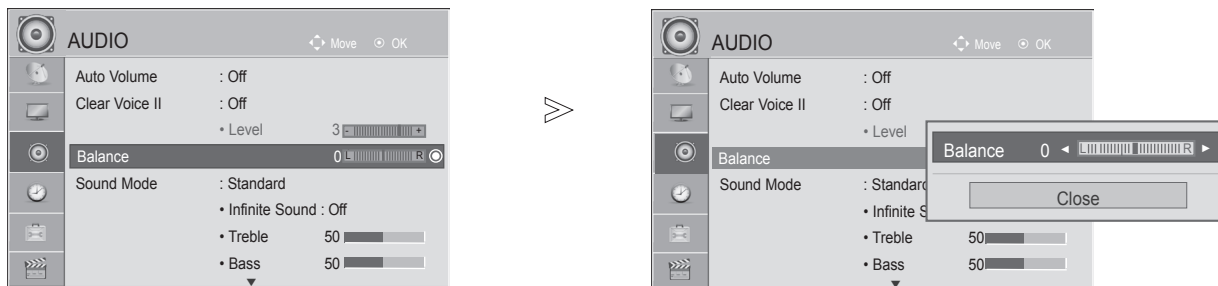 AUDIO Move OK
Auto Volume : Off
Clear Voice II : Off
• Level 3 - +
Balance 0 L R
Sound Mode : Standard
• Infinite Sound : Off
• Treble 50
• Bass 50
AUDIO Move OK
Auto Volume : Off
Clear Voice II : Off
• Level
Balance
Balance 0 L R
Close
Sound Mode : Standard
• Infinite S
• Treble 50
• Bass 50